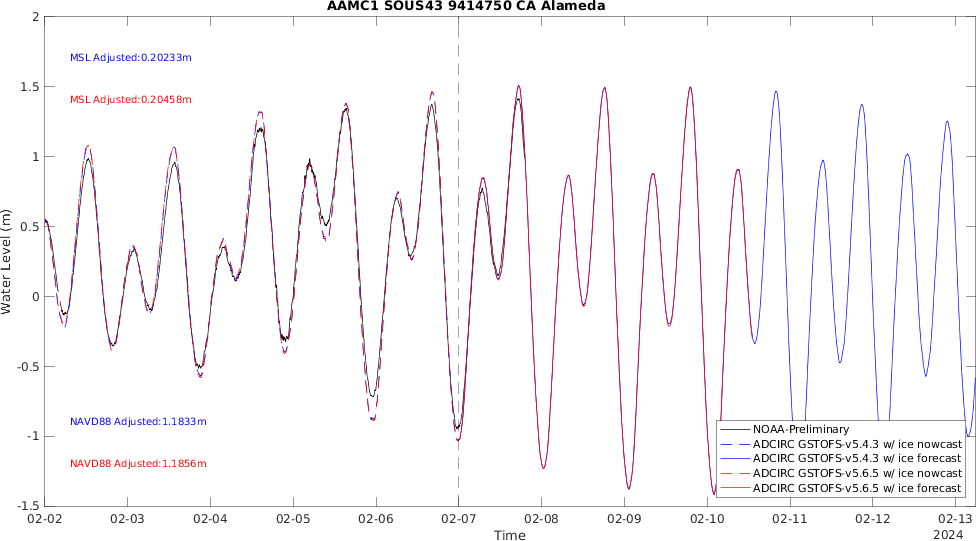 AAMC1 SOUS43 9414750 CA Alameda
2
1.5
1
0.5
0
-0.5
-1
-1.5
Water Level (m)
MSL Adjusted:0.20233m
MSL Adjusted:0.20458m
NAVD88 Adjusted:1.1833m
NAVD88 Adjusted:1.1856m
NOAA-Preliminary
ADCIRC GSTOFS-v5.4.3 w/ ice nowcast
ADCIRC GSTOFS-v5.4.3 w/ ice forecast
ADCIRC GSTOFS-v5.6.5 w/ ice nowcast
ADCIRC GSTOFS-v5.6.5 w/ ice forecast
02-02 02-03 02-04 02-05 02-06 02-07 02-08 02-09 02-10 02-11 02-12 02-13
Time
2024